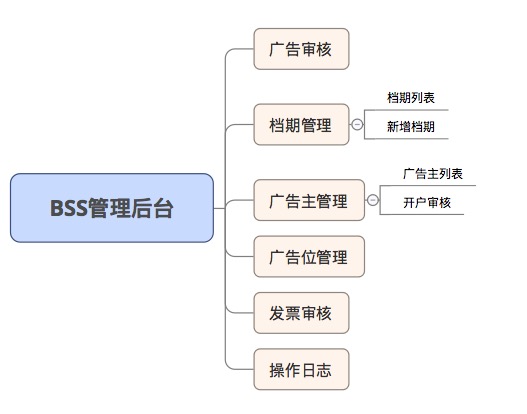 BSS管理后台
广告审核
档期管理
档期列表
新增档期
广告主管理
广告主列表
开户审核
广告位管理
发票审核
操作日志